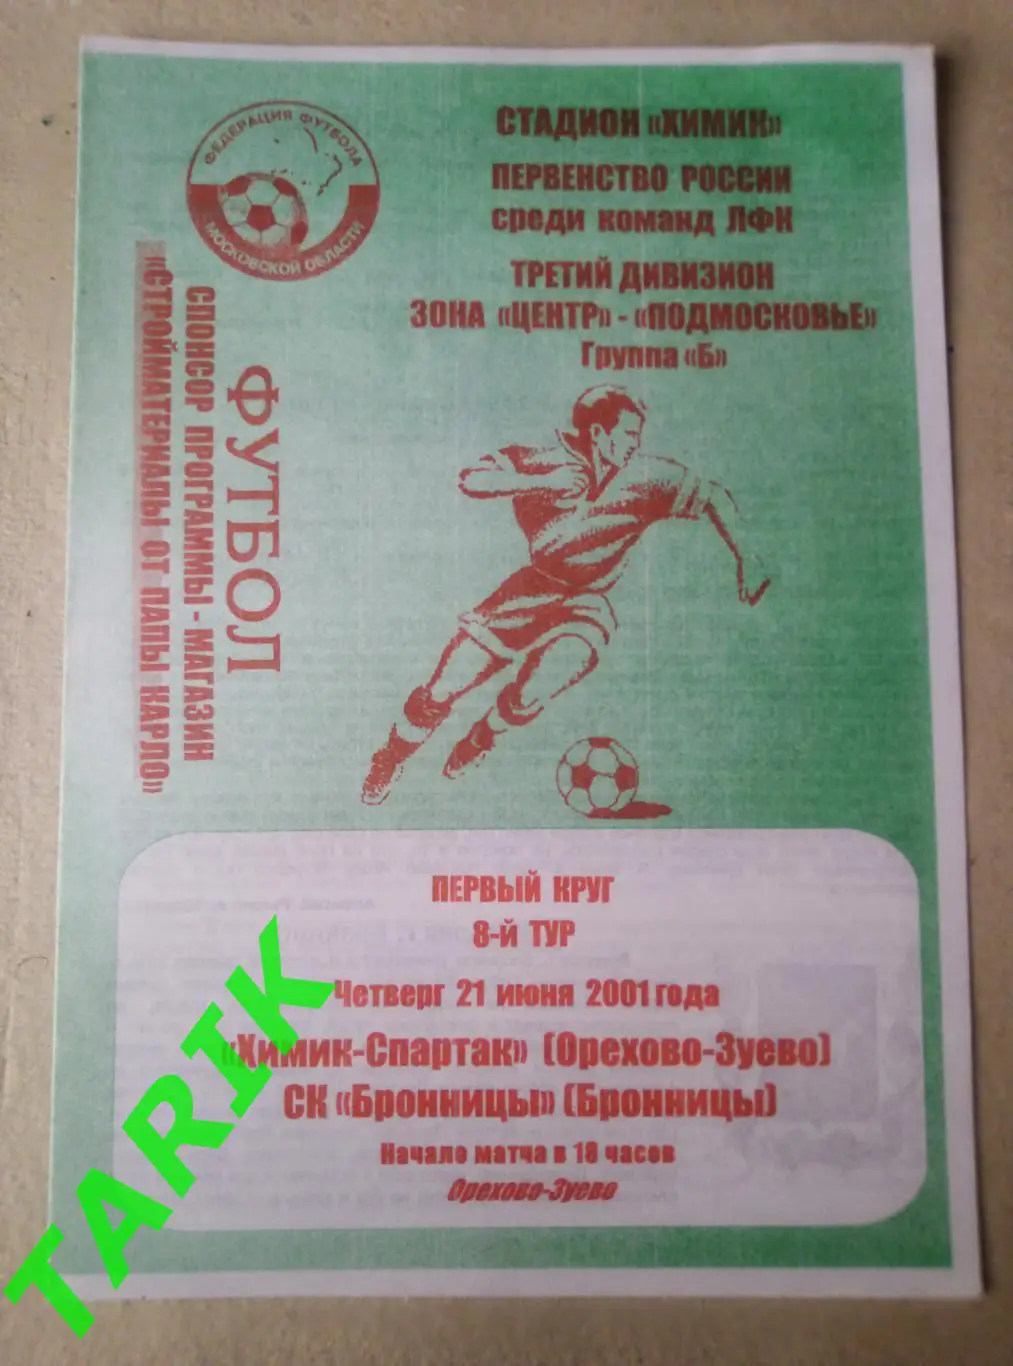 ФЕДЕРАЦИЯ ФУТБОЛА
МОСКОВСКОЙ ОБЛАСТИ
СТАДИОН «ХИМИК»
ПЕРВЕНСТВО РОССИИ
среди команд ЛФК
ТРЕТИЙ ДИВИЗИОН
ЗОНА «ЦЕНТР» - «ПОДМОСКОВЬЕ»
Группа «Б»
ФУТБОЛ
СПОНСОР ПРОГРАММЫ - МАГАЗИН
«СТРОЙМАТЕРИАЛЫ ОТ ПАПЫ КАРЛО»
ПЕРВЫЙ КРУГ
8-й ТУР
Четверг 21 июня 2001 года
«Химик-Спартак» (Орехово-Зуево)
СК «Бронницы» (Бронницы)
Начало матча в 18 часов
Орехово-Зуево
TARIK